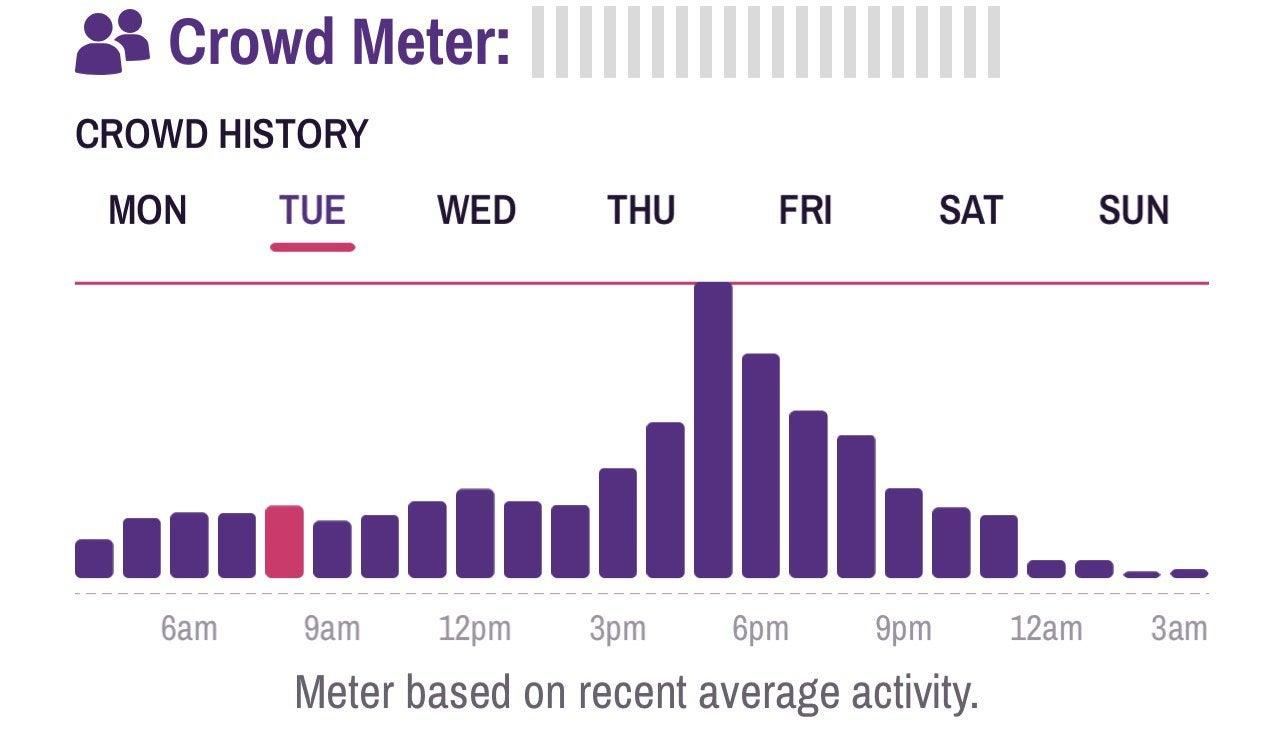 Crowd Meter:
CROWD HISTORY
MON TUE WED THU FRI SAT SUN
6am 9am 12pm 3pm 6pm 9pm 12am 3am
Meter based on recent average activity.